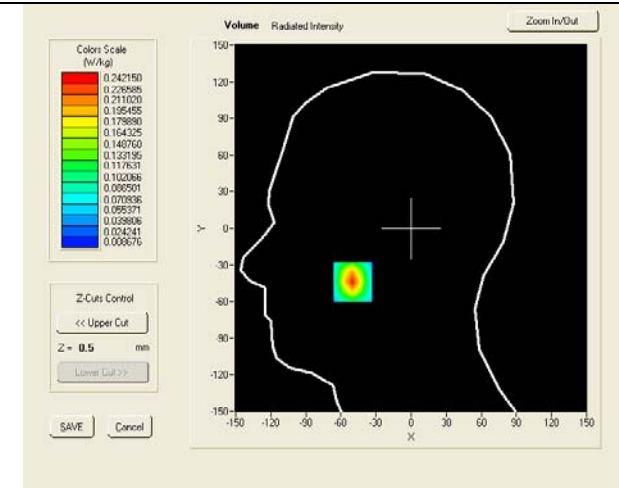 Volume Radiated Intensity
Zoom In/Out
Colors Scale
(W/kg)
0.242150
0.226585
0.211020
0.195455
0.179890
0.164325
0.148760
0.133195
0.117631
0.102066
0.086501
0.070936
0.055371
0.039806
0.024241
0.008676
Z-Cuts Control
<< Upper Cut
Z = 0.5 mm
Lower Cut >>
SAVE Cancel
150
120
90
60
30
0
-30
-60
-90
-120
-150
Y
-150 -120 -90 -60 -30 0 30 60 90 120 150
X